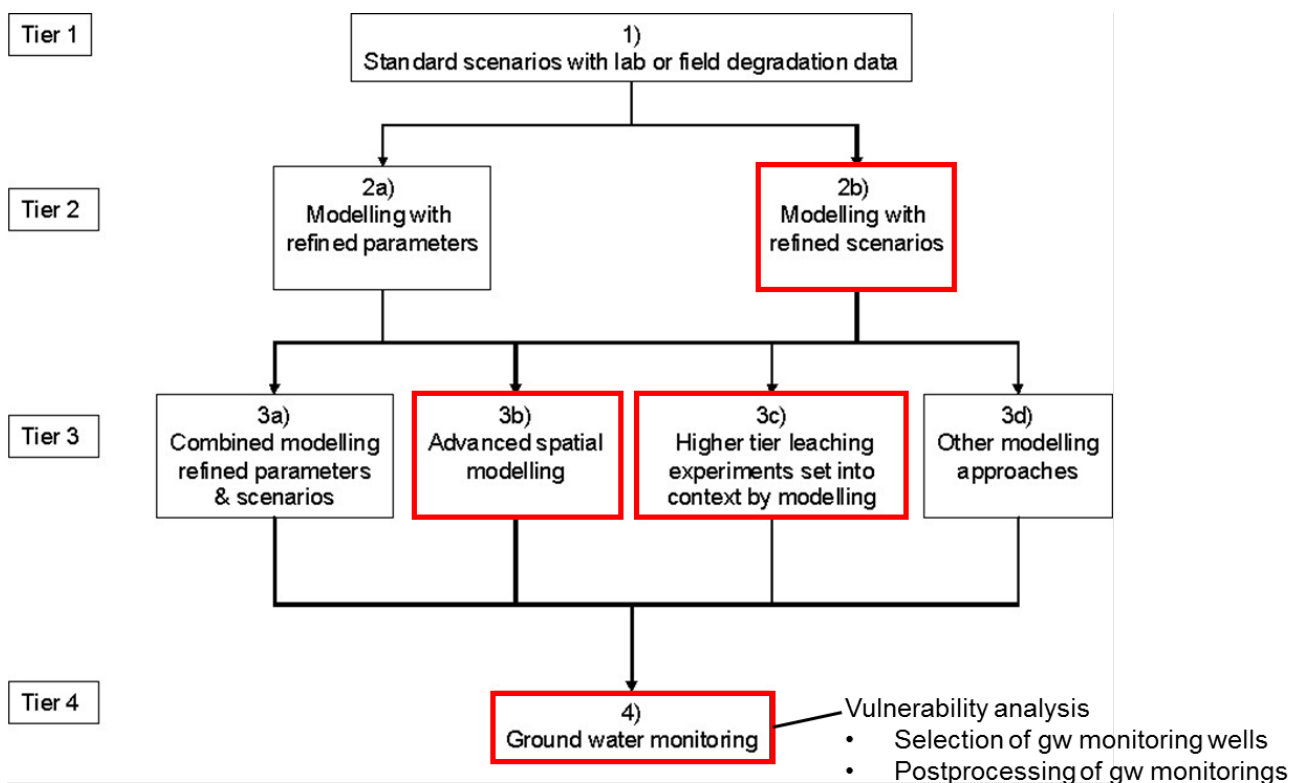 Tier 1
1)
Standard scenarios with lab or field degradation data
Tier 2
2a)
Modelling with
refined parameters
2b)
Modelling with
refined scenarios
Tier 3
3a)
Combined modelling
refined parameters
& scenarios
3b)
Advanced spatial
modelling
3c)
Higher tier leaching
experiments set into
context by modelling
3d)
Other modelling
approaches
Tier 4
4)
Ground water monitoring
Vulnerability analysis
• Selection of gw monitoring wells
• Postprocessing of gw monitorings